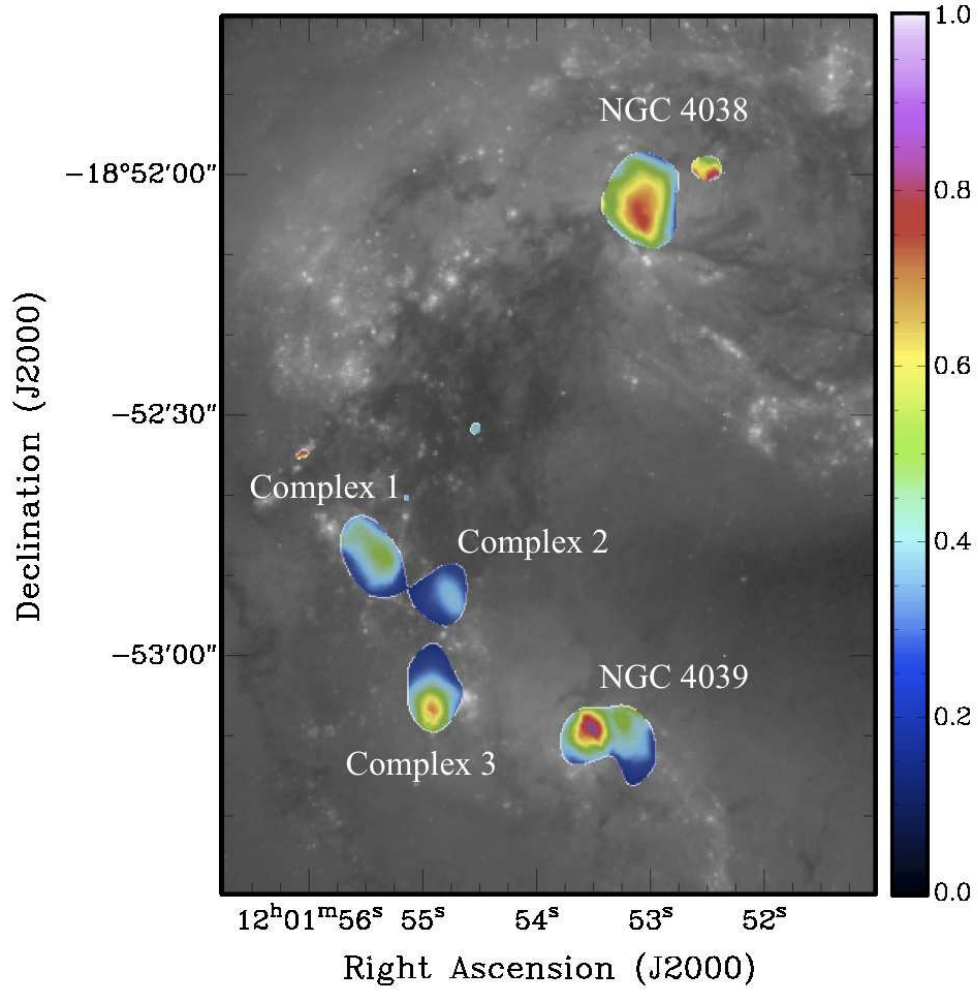 1.0
NGC 4038
−18°52′00″
0.8
0.6
−52′30″
Complex 1
Complex 2
0.4
Declination (J2000)
−53′00″
NGC 4039
0.2
Complex 3
0.0
12ʰ01ᵐ56ˢ 55ˢ 54ˢ 53ˢ 52ˢ
Right Ascension (J2000)